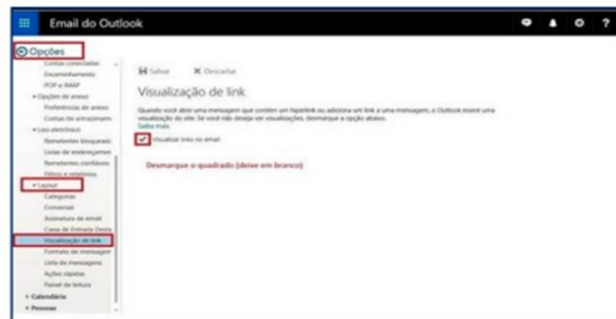 Email do Outlook
?
Opções
Contas conectadas
Encaminhamento
POP e IMAP
Opções de anexo
Preferências de anexo
Contas de armazenam
Lixo eletrônico
Remetentes bloqueado
Listas de endereçamen
Remetentes confiáveis
Filtros e relatórios
Layout
Categorias
Conversas
Assinatura de email
Caixa de Entrada Desta
Visualização de link
Formato de mensagem
Lista de mensagens
Ações rápidas
Painel de leitura
Calendário
Pessoas
Salvar Descartar
Visualização de link
Quando você abre uma mensagem que contém um hiperlink ou adiciona um link a uma mensagem, o Outlook insere uma
visualização do site. Se você não deseja ver visualizações, desmarque a opção abaixo.
Saiba mais
Visualizar links no email
Desmarque o quadrado (deixe em branco)